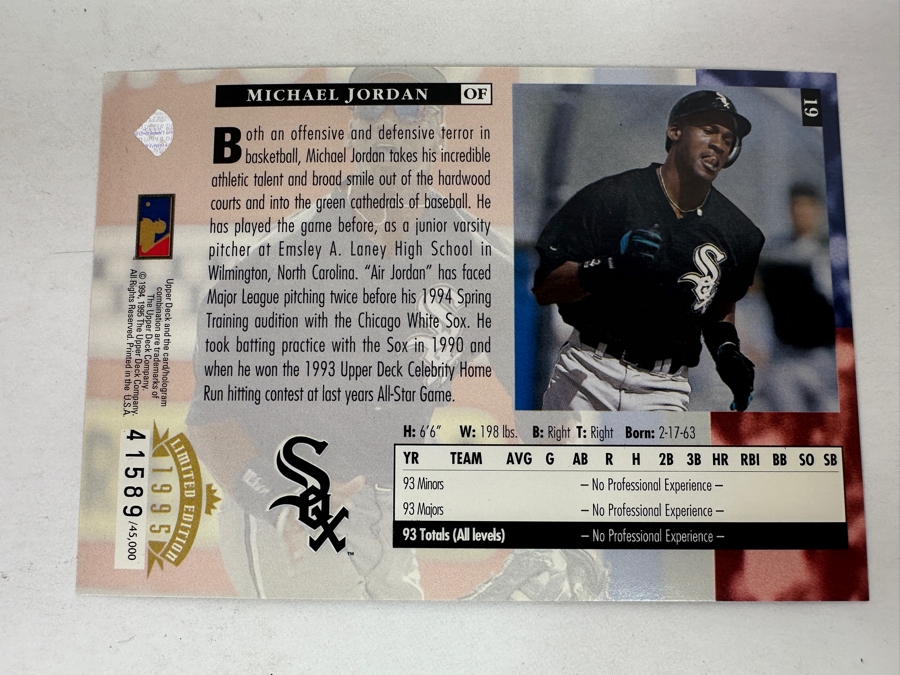 MICHAEL JORDAN OF
Both an offensive and defensive terror in
basketball, Michael Jordan takes his incredible
athletic talent and broad smile out of the hardwood
courts and into the green cathedrals of baseball. He
has played the game before, as a junior varsity
pitcher at Emsley A. Laney High School in
Wilmington, North Carolina. “Air Jordan” has faced
Major League pitching twice before his 1994 Spring
Training audition with the Chicago White Sox. He
took batting practice with the Sox in 1990 and
when he won the 1993 Upper Deck Celebrity Home
Run hitting contest at last years All-Star Game.
19
Sox
Upper Deck and the card/hologram
combination are trademarks of
The Upper Deck Company.
© 1994, 1995 The Upper Deck Company.
All Rights Reserved. Printed in the U.S.A.
41589/45,000
LIMITED EDITION
1995
Sox™
H: 6'6" W: 198 lbs. B: Right T: Right Born: 2-17-63
YR TEAM AVG G AB R H 2B 3B HR RBI BB SO SB
93 Minors – No Professional Experience –
93 Majors – No Professional Experience –
93 Totals (All levels) – No Professional Experience –